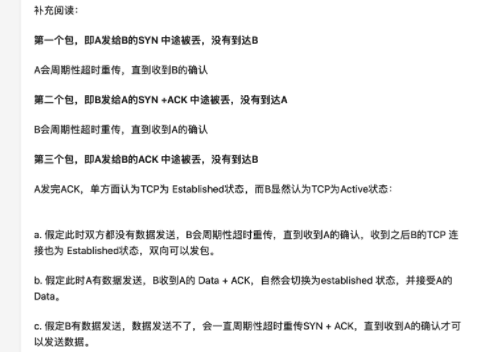 补充阅读：
第一个包，即A发给B的SYN 中途被丢，没有到达B
A会周期性超时重传，直到收到B的确认
第二个包，即B发给A的SYN +ACK 中途被丢，没有到达A
B会周期性超时重传，直到收到A的确认
第三个包，即A发给B的ACK 中途被丢，没有到达B
A发完ACK，单方面认为TCP为 Established状态，而B显然认为TCP为Active状态：
a. 假定此时双方都没有数据发送，B会周期性超时重传，直到收到A的确认，收到之后B的TCP 连
接也为 Established状态，双向可以发包。
b. 假定此时A有数据发送，B收到A的 Data + ACK，自然会切换为established 状态，并接受A的
Data。
c. 假定B有数据发送，数据发送不了，会一直周期性超时重传SYN + ACK，直到收到A的确认才可
以发送数据。